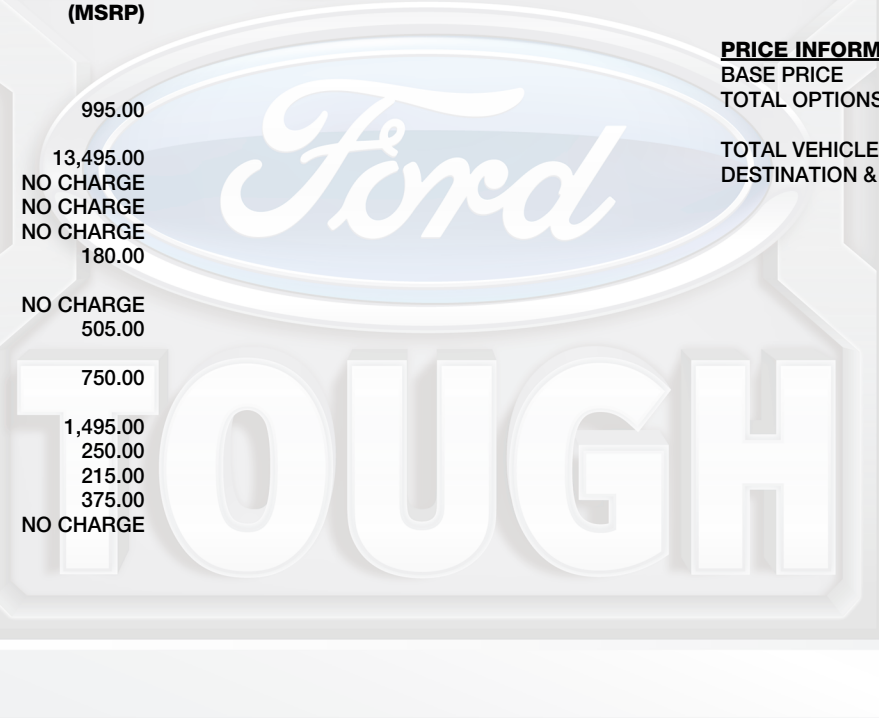 (MSRP)
995.00
13,495.00
NO CHARGE
NO CHARGE
NO CHARGE
180.00
NO CHARGE
505.00
750.00
1,495.00
250.00
215.00
375.00
NO CHARGE
PRICE INFORM
BASE PRICE
TOTAL OPTIONS
TOTAL VEHICLE
DESTINATION &
Ford
TOUGH